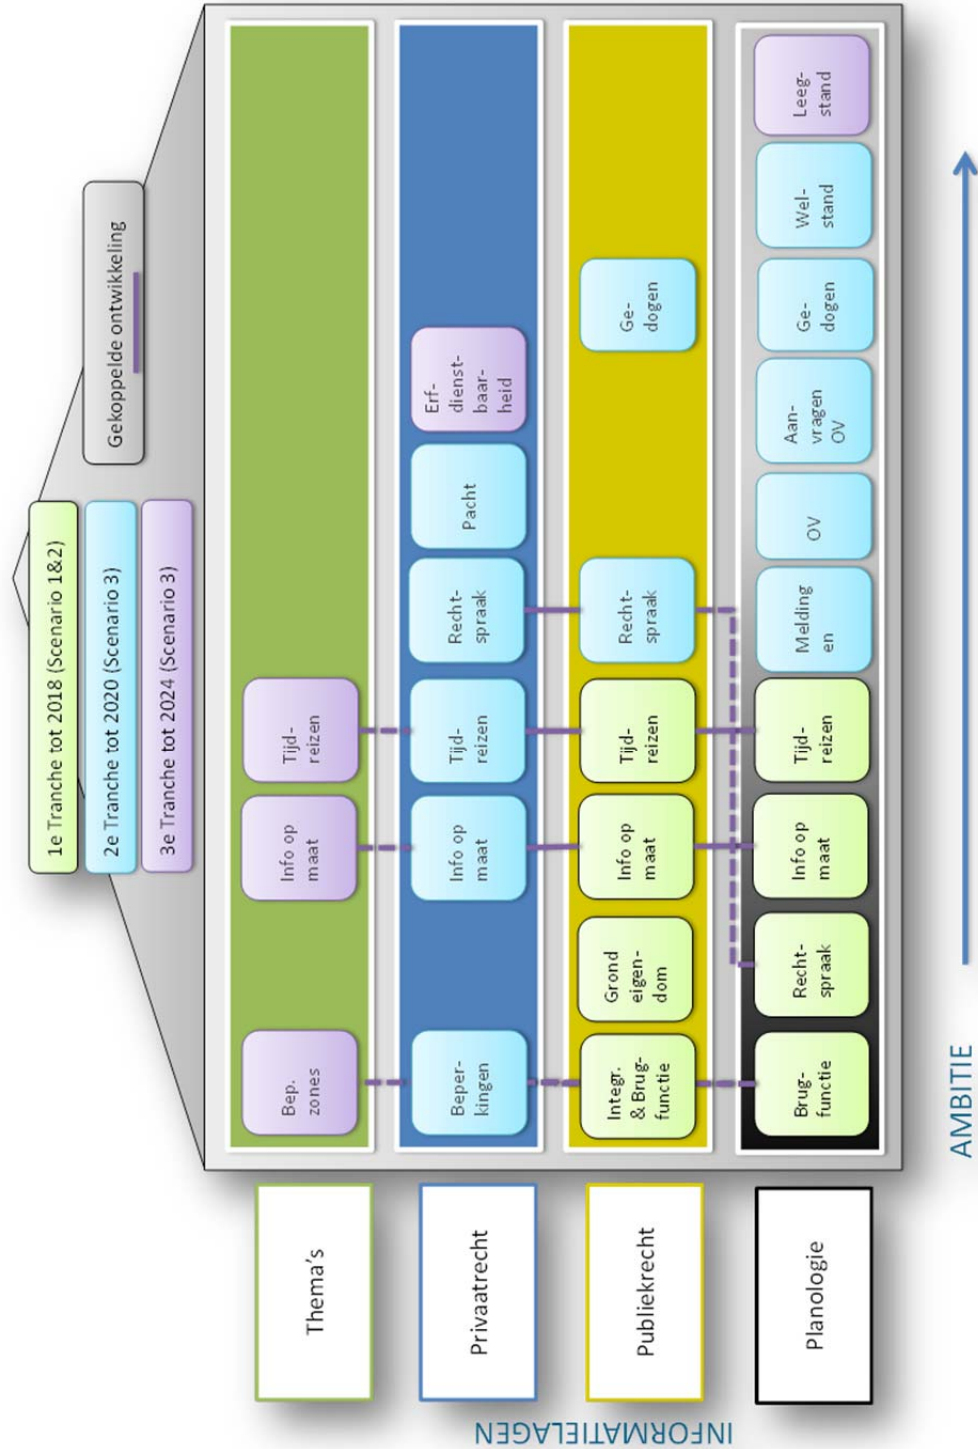 1e Tranche tot 2018 (Scenario 1&2)
2e Tranche tot 2020 (Scenario 3)
3e Tranche tot 2024 (Scenario 3)
Gekoppelde ontwikkeling
INFORMATIELAGEN
Thema's
Bep.
zones
Info op
maat
Tijd-
reizen
Privaatrecht
Beper-
kingen
Info op
maat
Tijd-
reizen
Recht-
spraak
Pacht
Erf-
dienst-
baar-
heid
Publiekrecht
Integr.
& Brug-
functie
Grond
eigen-
dom
Info op
maat
Tijd-
reizen
Recht-
spraak
Ge-
dogen
Planologie
Brug-
functie
Recht-
spraak
Info op
maat
Tijd-
reizen
Melding
en
OV
Aan-
vragen
OV
Ge-
dogen
Wel-
stand
Leeg-
stand
AMBITIE